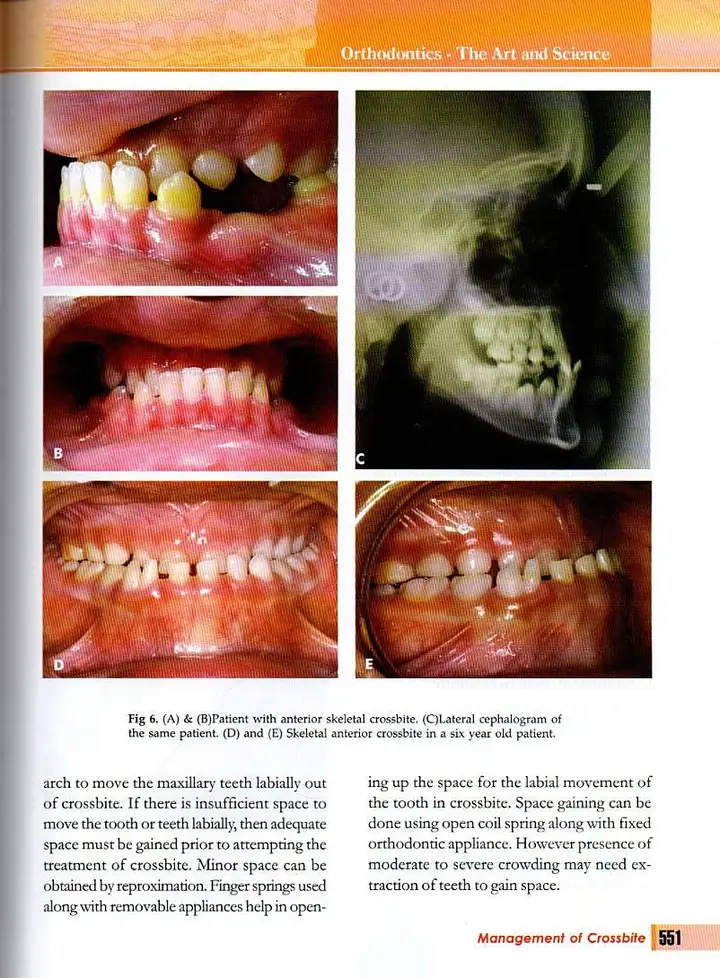 Orthodontics - The Art and Science
A
B
C
D
E
Fig 6. (A) & (B)Patient with anterior skeletal crossbite. (C)Lateral cephalogram of
the same patient. (D) and (E) Skeletal anterior crossbite in a six year old patient.
arch to move the maxillary teeth labially out
of crossbite. If there is insufficient space to
move the tooth or teeth labially, then adequate
space must be gained prior to attempting the
treatment of crossbite. Minor space can be
obtained by reproximation. Finger springs used
along with removable appliances help in open-
ing up the space for the labial movement of
the tooth in crossbite. Space gaining can be
done using open coil spring along with fixed
orthodontic appliance. However presence of
moderate to severe crowding may need ex-
traction of teeth to gain space.
Management of Crossbite 551